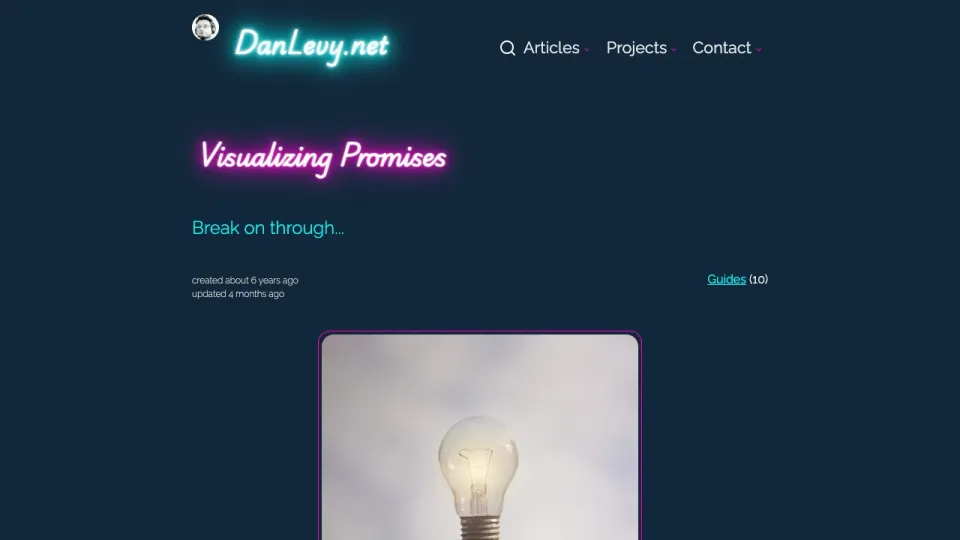 DanLevy.net
Articles Projects Contact
Visualizing Promises
Break on through...
created about 6 years ago
updated 4 months ago
Guides (10)